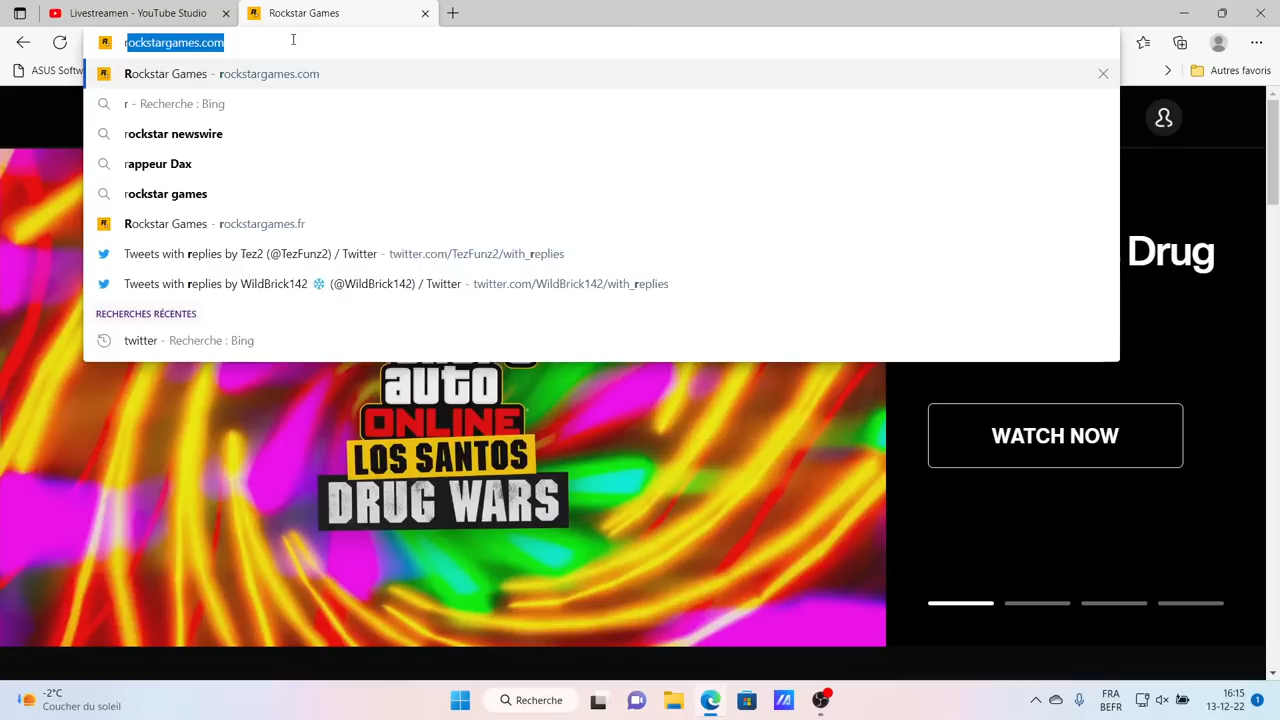 Livestreamen - YouTube Studio
Rockstar Games
rockstargames.com
ASUS Softw
Autres favoris
Rockstar Games - rockstargames.com
r - Recherche : Bing
rockstar newswire
rappeur Dax
rockstar games
Rockstar Games - rockstargames.fr
Tweets with replies by Tez2 (@TezFunz2) / Twitter - twitter.com/TezFunz2/with_replies
Tweets with replies by WildBrick142 ❄️ (@WildBrick142) / Twitter - twitter.com/WildBrick142/with_replies
RECHERCHES RÉCENTES
twitter - Recherche : Bing
Drug
auto
ONLINE
LOS SANTOS
DRUG WARS
WATCH NOW
-2°C
Coucher du soleil
Recherche
FRA
BEFR
16:15
13-12-22
1